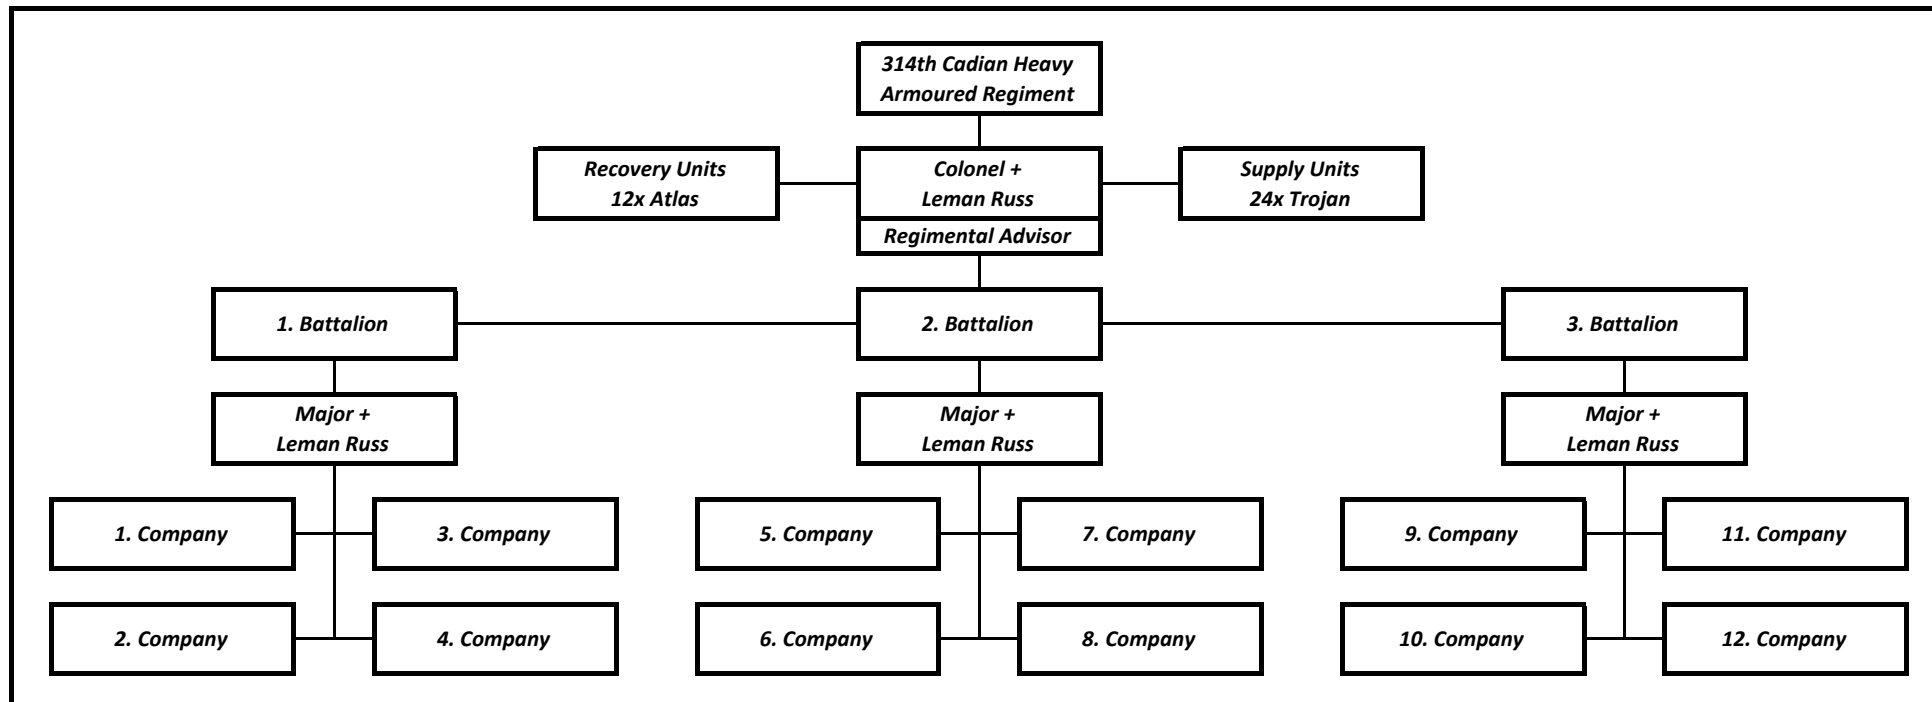 314th Cadian Heavy
Armoured Regiment
Recovery Units
12x Atlas
Colonel +
Leman Russ
Supply Units
24x Trojan
Regimental Advisor
1. Battalion
2. Battalion
3. Battalion
Major +
Leman Russ
Major +
Leman Russ
Major +
Leman Russ
1. Company
3. Company
5. Company
7. Company
9. Company
11. Company
2. Company
4. Company
6. Company
8. Company
10. Company
12. Company